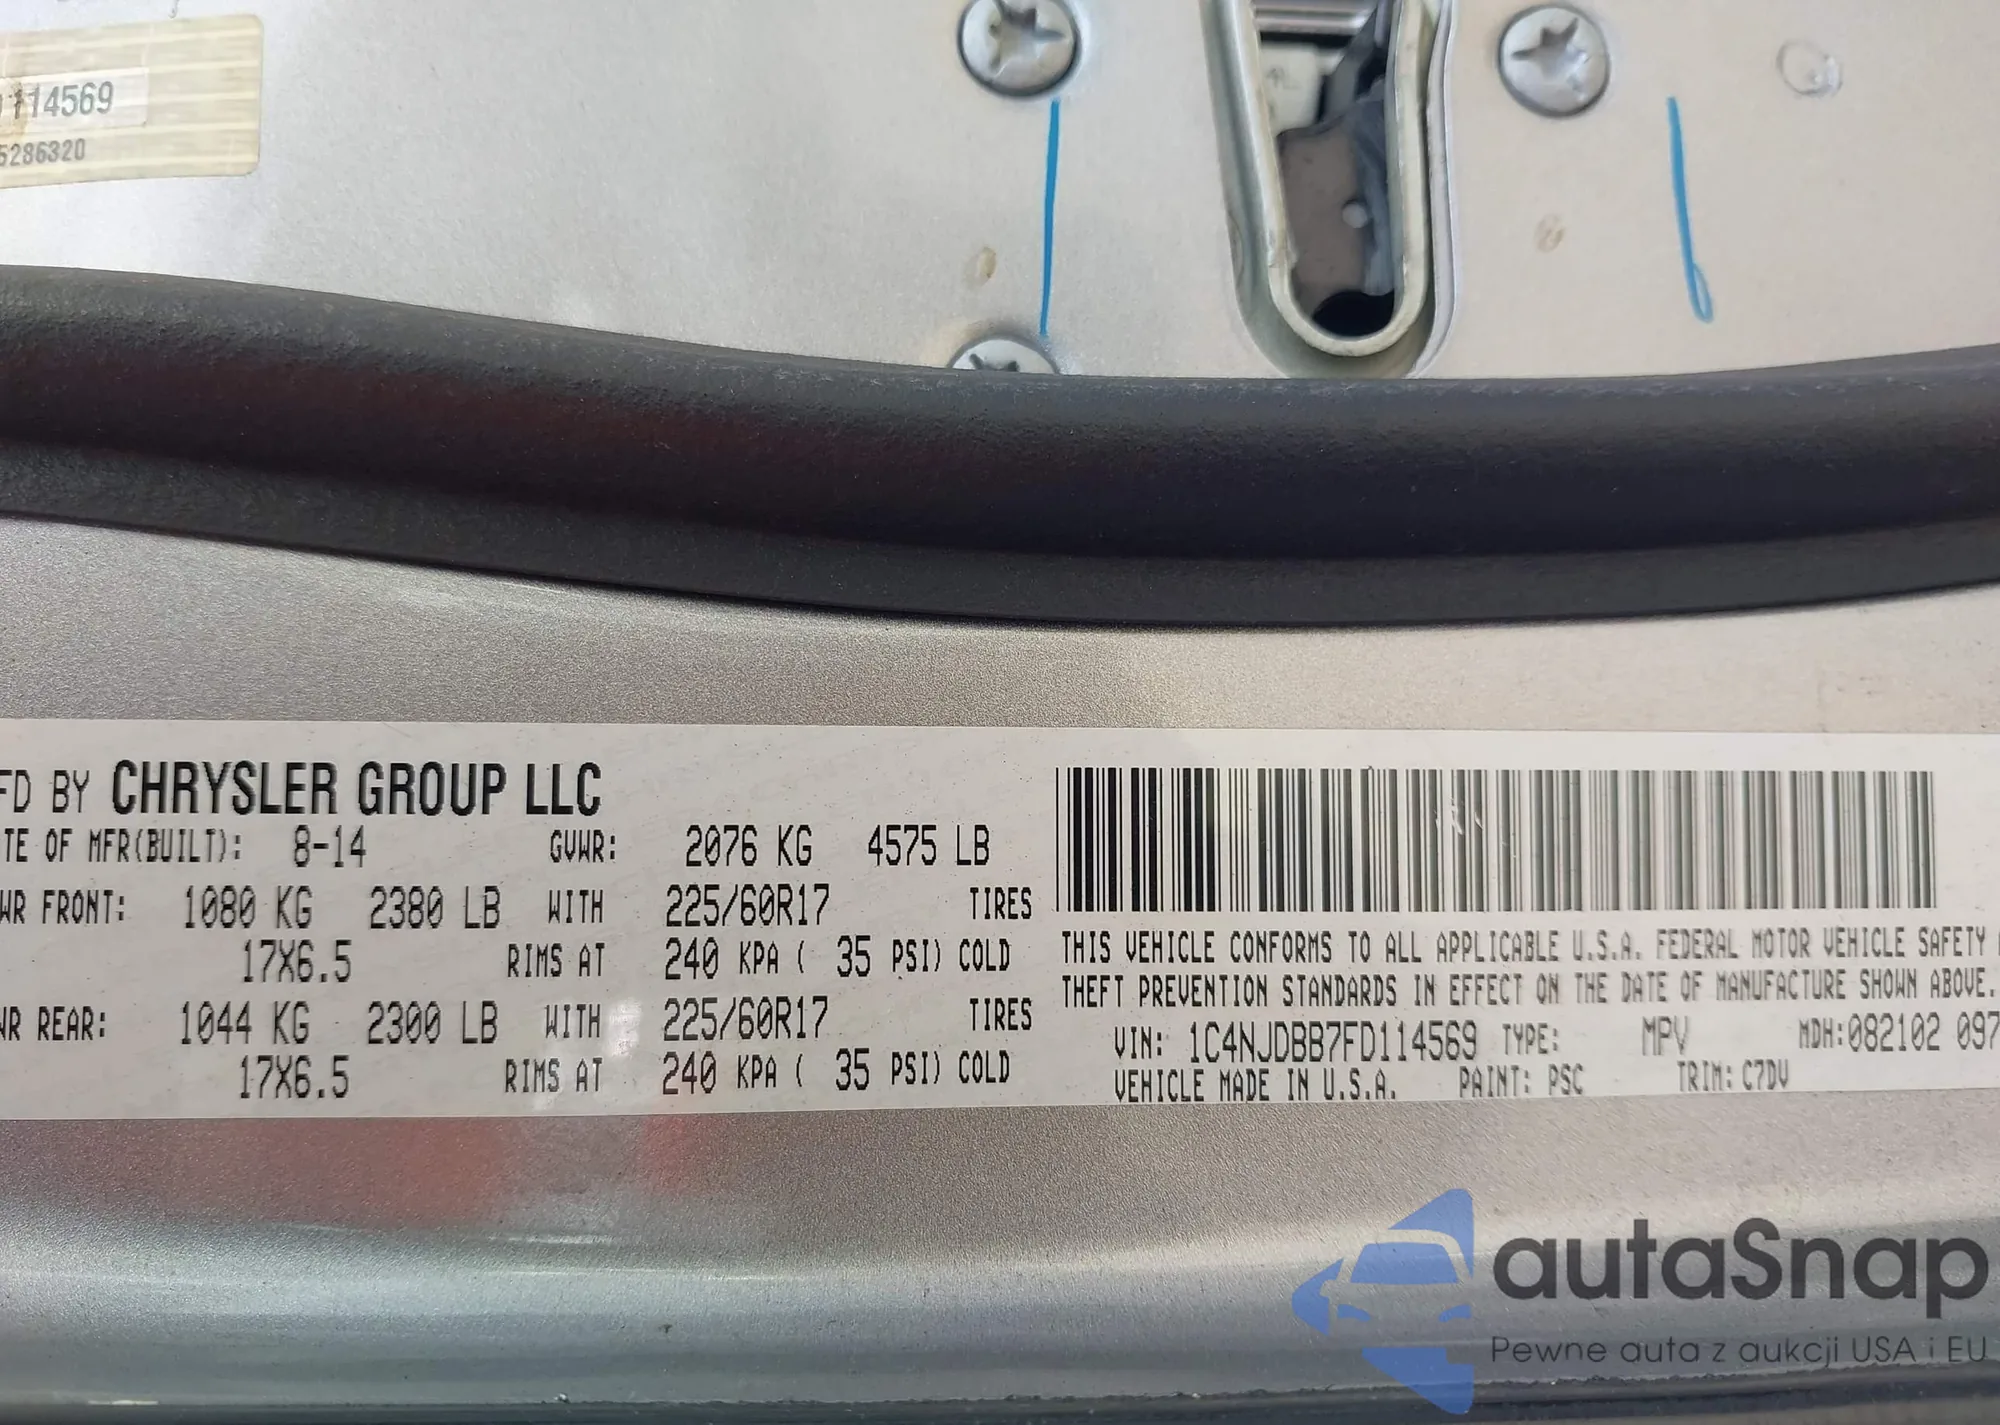 114569
5286320
FD BY CHRYSLER GROUP LLC
TE OF MFR(BUILT): 8-14 GVWR: 2076 KG 4575 LB
WR FRONT: 1080 KG 2380 LB WITH 225/60R17 TIRES
17X6.5 RIMS AT 240 KPA ( 35 PSI) COLD
WR REAR: 1044 KG 2300 LB WITH 225/60R17 TIRES
17X6.5 RIMS AT 240 KPA ( 35 PSI) COLD
THIS VEHICLE CONFORMS TO ALL APPLICABLE U.S.A. FEDERAL MOTOR VEHICLE SAFETY
THEFT PREVENTION STANDARDS IN EFFECT ON THE DATE OF MANUFACTURE SHOWN ABOVE.
VIN: 1C4NJDBB7FD114569 TYPE: MPV MDH:082102 097
VEHICLE MADE IN U.S.A. PAINT: PSC TRIM: C7DV
autaSnap
Pewne auta z aukcji USA i EU